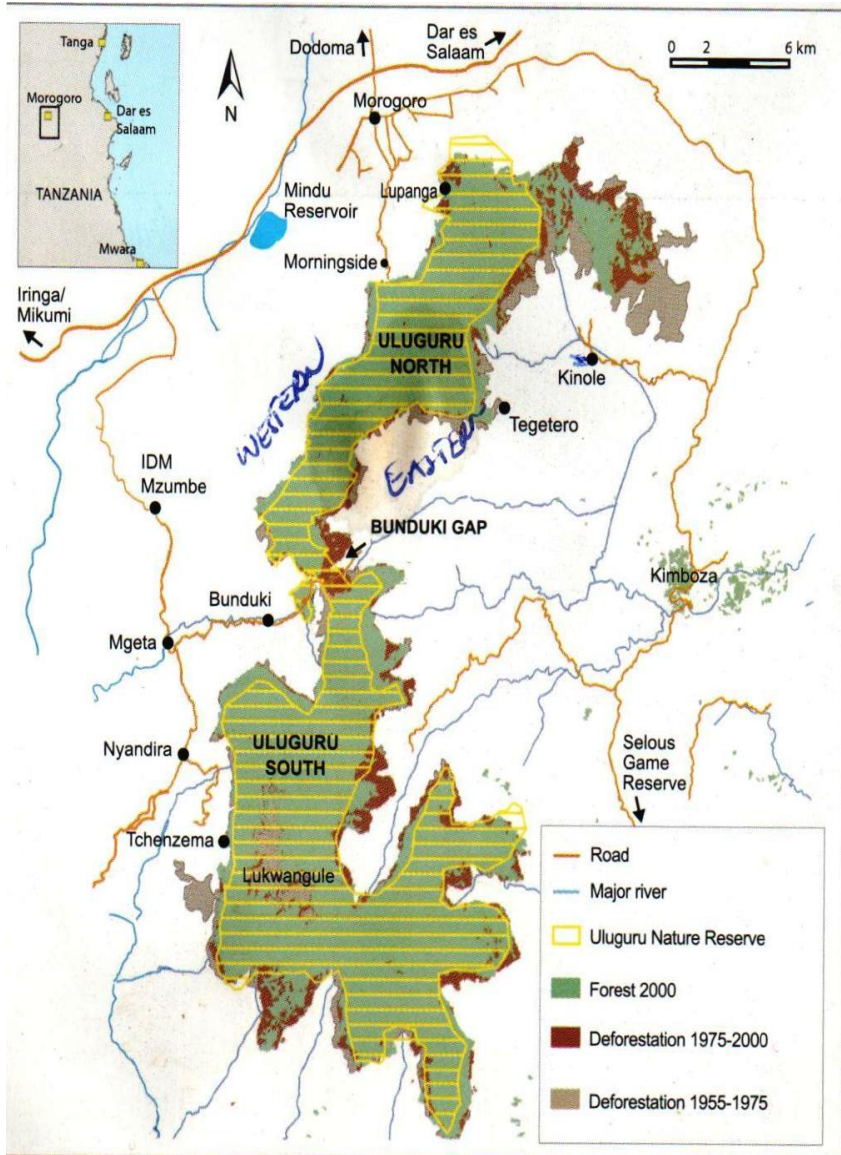 Tanga
Morogoro
Dar es
Salaam
TANZANIA
Mwara
Dodoma
Dar es
Salaam
N
0 2 6 km
Morogoro
Lupanga
Mindu
Reservoir
Morningside
Iringa/
Mikumi
ULUGURU
NORTH
Kinole
WESTERN
EASTERN
Tegetero
IDM
Mzumbe
BUNDUKI GAP
Kimboza
Bunduki
Mgeta
Nyandira
ULUGURU
SOUTH
Selous
Game
Reserve
Tchenzema
Lukwangule
Road
Major river
Uluguru Nature Reserve
Forest 2000
Deforestation 1975-2000
Deforestation 1955-1975